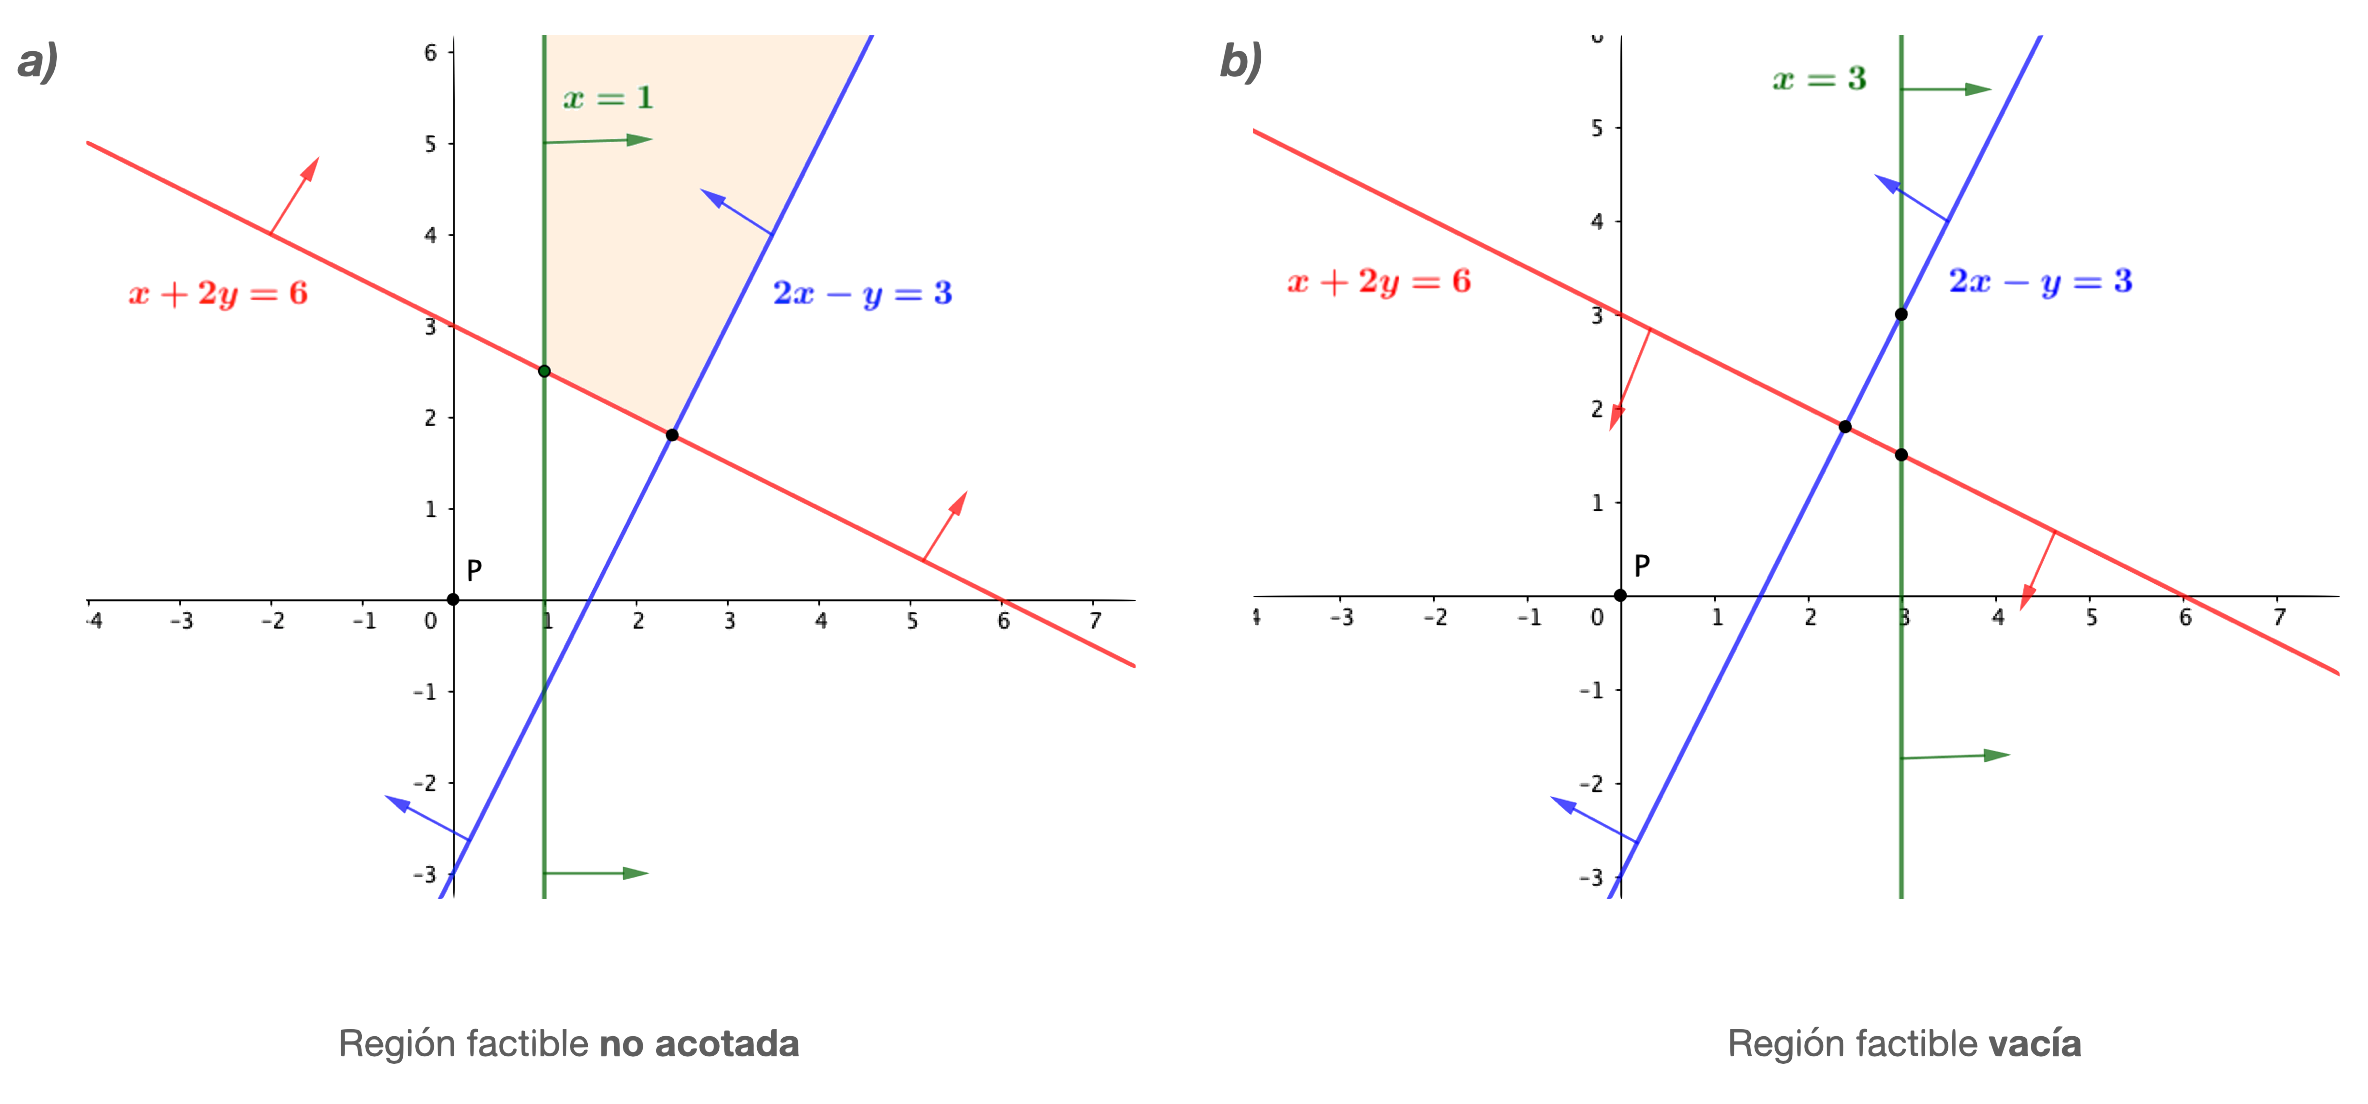 a)
6
x = 1
5
4
x + 2y = 6
2x − y = 3
3
2
1
P
-4 -3 -2 -1 0 1 2 3 4 5 6 7
-1
-2
-3
Región factible no acotada
b)
x = 3
5
4
x + 2y = 6
2x − y = 3
3
2
1
P
-3 -2 -1 0 1 2 3 4 5 6 7
-1
-2
-3
Región factible vacía